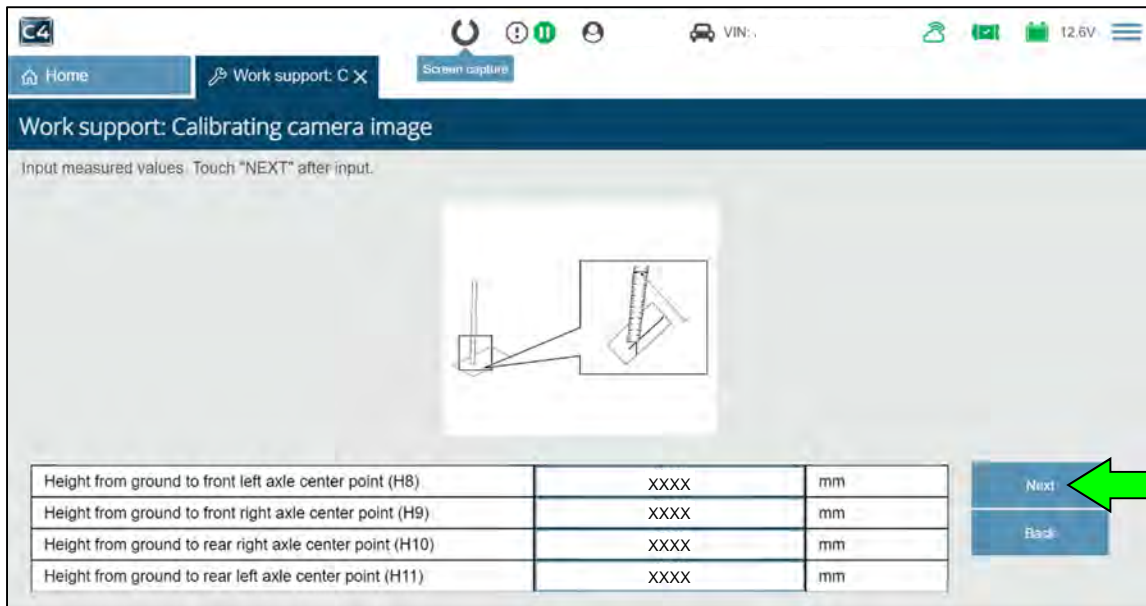 C4
VIN: .
12.6V
Home
Work support: C X
Screen capture
Work support: Calibrating camera image
Input measured values. Touch "NEXT" after input.
Height from ground to front left axle center point (H8) XXXX mm
Height from ground to front right axle center point (H9) XXXX mm
Height from ground to rear right axle center point (H10) XXXX mm
Height from ground to rear left axle center point (H11) XXXX mm
Next
Back